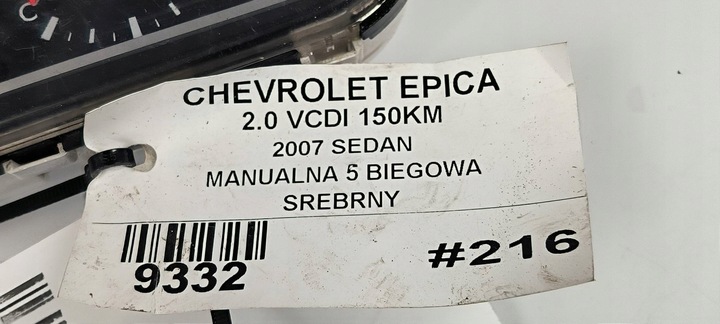 C
CHEVROLET EPICA
2.0 VCDI 150KM
2007 SEDAN
MANUALNA 5 BIEGOWA
SREBRNY
9332
#216